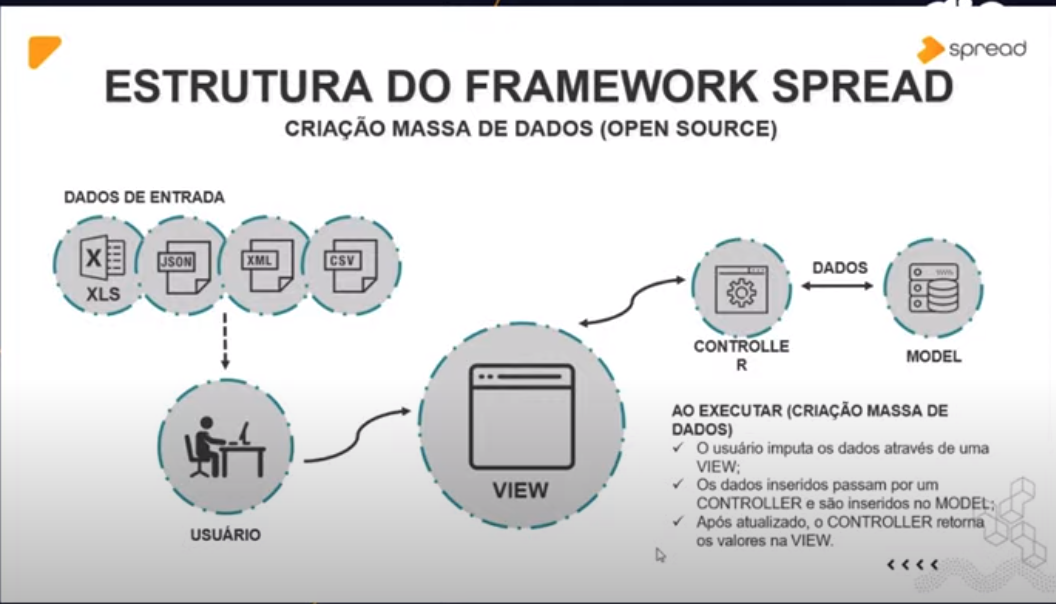 spread
ESTRUTURA DO FRAMEWORK SPREAD
CRIAÇÃO MASSA DE DADOS (OPEN SOURCE)
DADOS DE ENTRADA
X
XLS
JSON
XML
CSV
USUÁRIO
VIEW
CONTROLLE
R
DADOS
MODEL
AO EXECUTAR (CRIAÇÃO MASSA DE
DADOS)
✓ O usuário imputa os dados através de uma
VIEW;
✓ Os dados inseridos passam por um
CONTROLLER e são inseridos no MODEL;
✓ Após atualizado, o CONTROLLER retorna
os valores na VIEW.